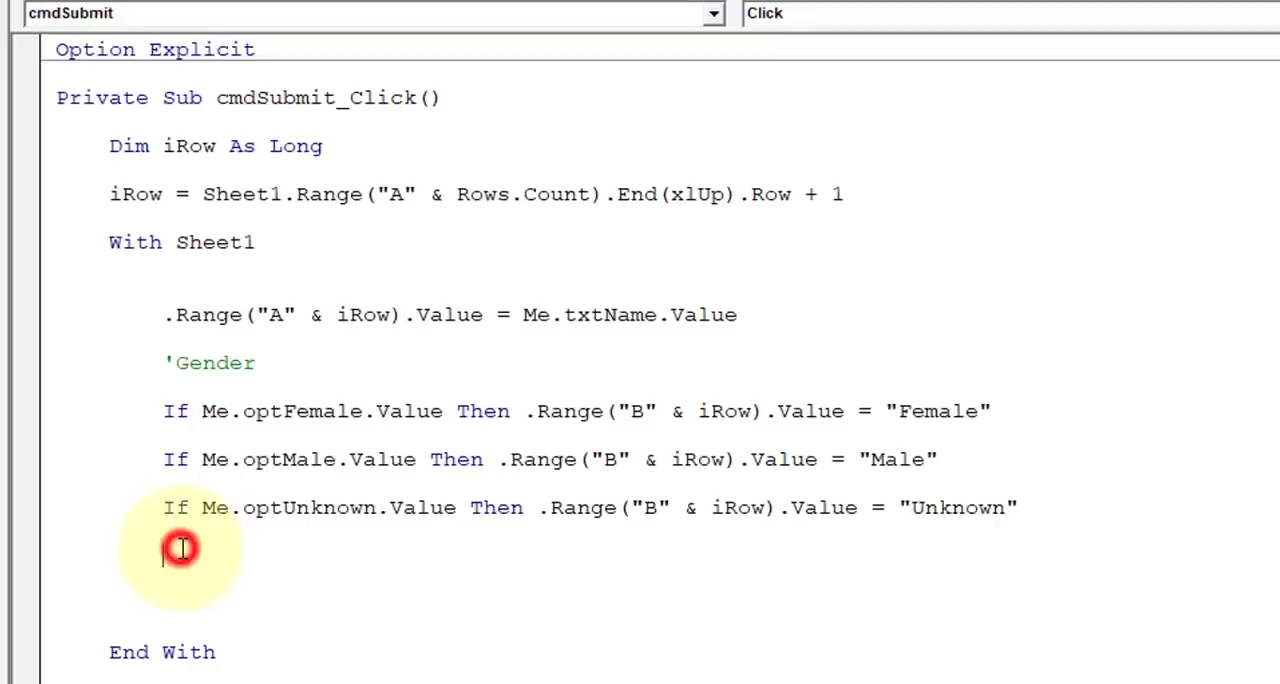 cmdSubmit
Click
Option Explicit
Private Sub cmdSubmit_Click()
Dim iRow As Long
iRow = Sheet1.Range("A" & Rows.Count).End(xlUp).Row + 1
With Sheet1
.Range("A" & iRow).Value = Me.txtName.Value
'Gender
If Me.optFemale.Value Then .Range("B" & iRow).Value = "Female"
If Me.optMale.Value Then .Range("B" & iRow).Value = "Male"
If Me.optUnknown.Value Then .Range("B" & iRow).Value = "Unknown"
End With